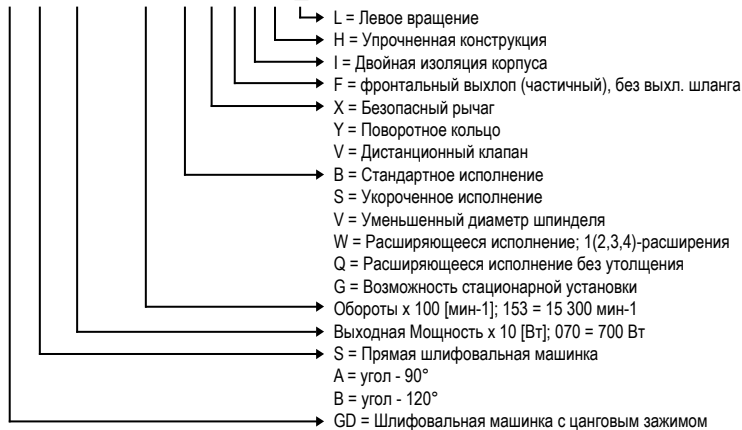 L = Левое вращение
H = Упрочненная конструкция
I = Двойная изоляция корпуса
F = фронтальный выхлоп (частичный), без выхл. шланга
X = Безопасный рычаг
Y = Поворотное кольцо
V = Дистанционный клапан
B = Стандартное исполнение
S = Укороченное исполнение
V = Уменьшенный диаметр шпинделя
W = Расширяющееся исполнение; 1(2,3,4)-расширения
Q = Расширяющееся исполнение без утолщения
G = Возможность стационарной установки
Обороты x 100 [мин-1]; 153 = 15 300 мин-1
Выходная Мощность x 10 [Вт]; 070 = 700 Вт
S = Прямая шлифовальная машинка
A = угол - 90°
B = угол - 120°
GD = Шлифовальная машинка с цанговым зажимом